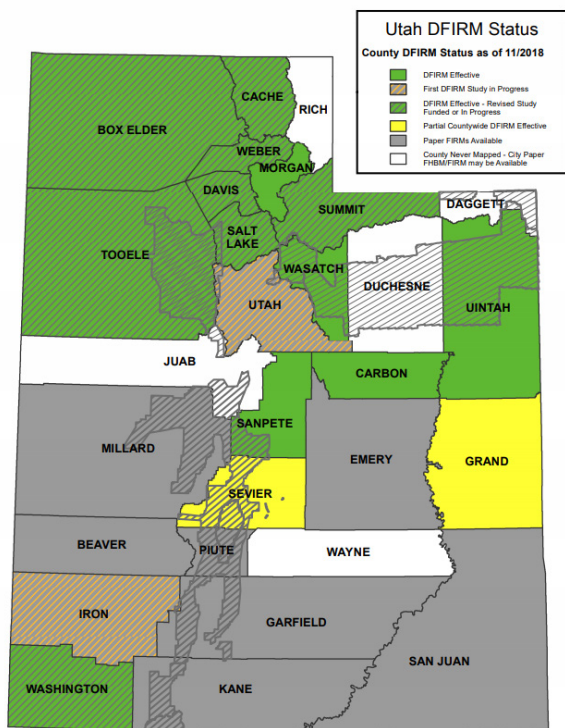 Utah DFIRM Status
County DFIRM Status as of 11/2018
DFIRM Effective
First DFIRM Study in Progress
DFIRM Effective - Revised Study
Funded or In Progress
Partial Countywide DFIRM Effective
Paper FIRMs Available
County Never Mapped - City Paper
FHBM/FIRM may be Available
CACHE
RICH
BOX ELDER
WEBER
MORGAN
DAVIS
SUMMIT
DAGGETT
SALT
LAKE
TOOELE
WASATCH
DUCHESNE
UINTAH
UTAH
JUAB
CARBON
SANPETE
MILLARD
EMERY
GRAND
SEVIER
BEAVER
PIUTE
WAYNE
IRON
GARFIELD
SAN JUAN
WASHINGTON
KANE